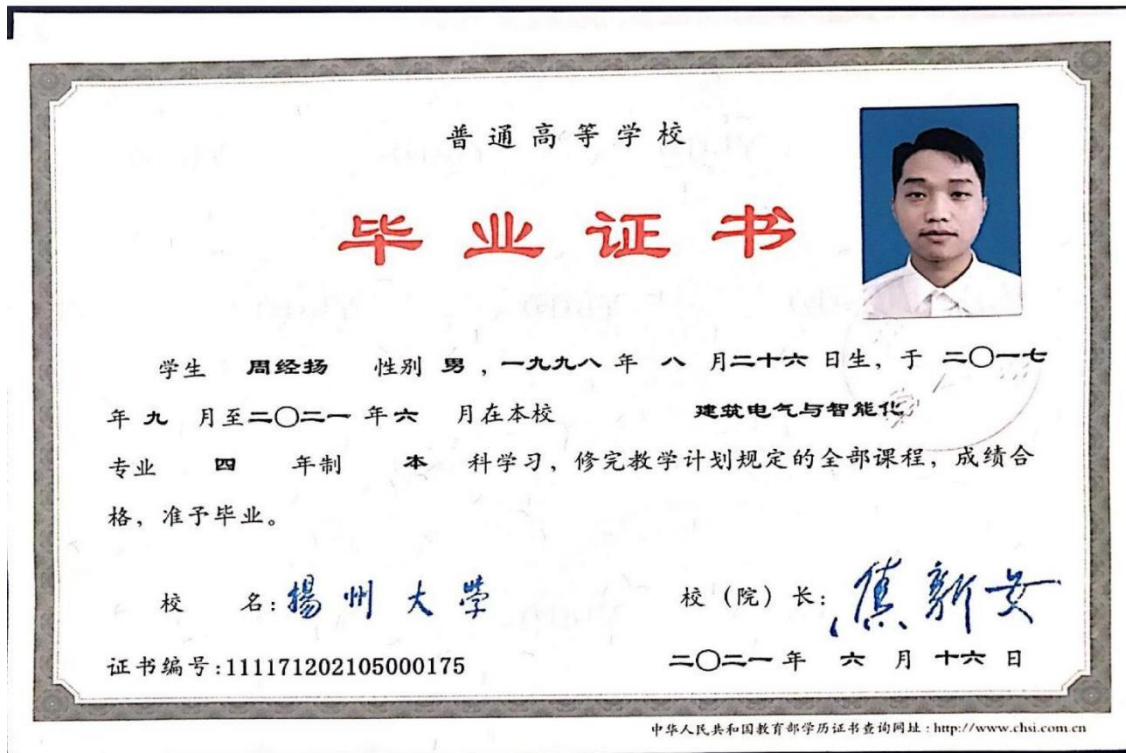 普通高等学校
毕业证书
学生 周经扬 性别 男 , 一九九八 年 八 月二十六 日生, 于 二〇一七
年 九 月至二〇二一 年六 月在本校 建筑电气与智能化
专业 四 年制 本 科学习, 修完教学计划规定的全部课程, 成绩合
格、准予毕业。
校 名: 揚州大学 校(院)长: 焦新安
证书编号:111171202105000175 二〇二一 年 六 月 十六 日
中华人民共和国教育部学历证书查询网址: http://www.chsi.com.cn